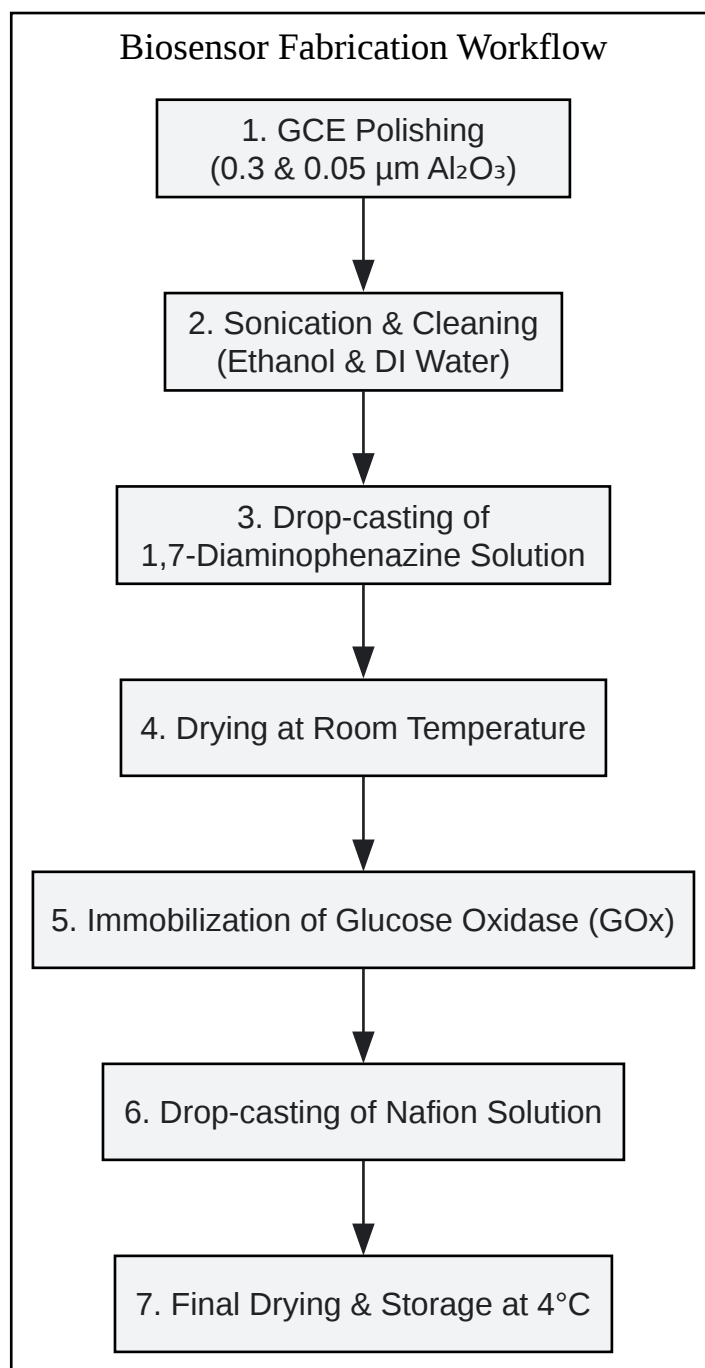 Biosensor Fabrication Workflow
1. GCE Polishing
(0.3 & 0.05 µm Al₂O₃)
2. Sonication & Cleaning
(Ethanol & DI Water)
3. Drop-casting of
1,7-Diaminophenazine Solution
4. Drying at Room Temperature
5. Immobilization of Glucose Oxidase (GOx)
6. Drop-casting of Nafion Solution
7. Final Drying & Storage at 4°C